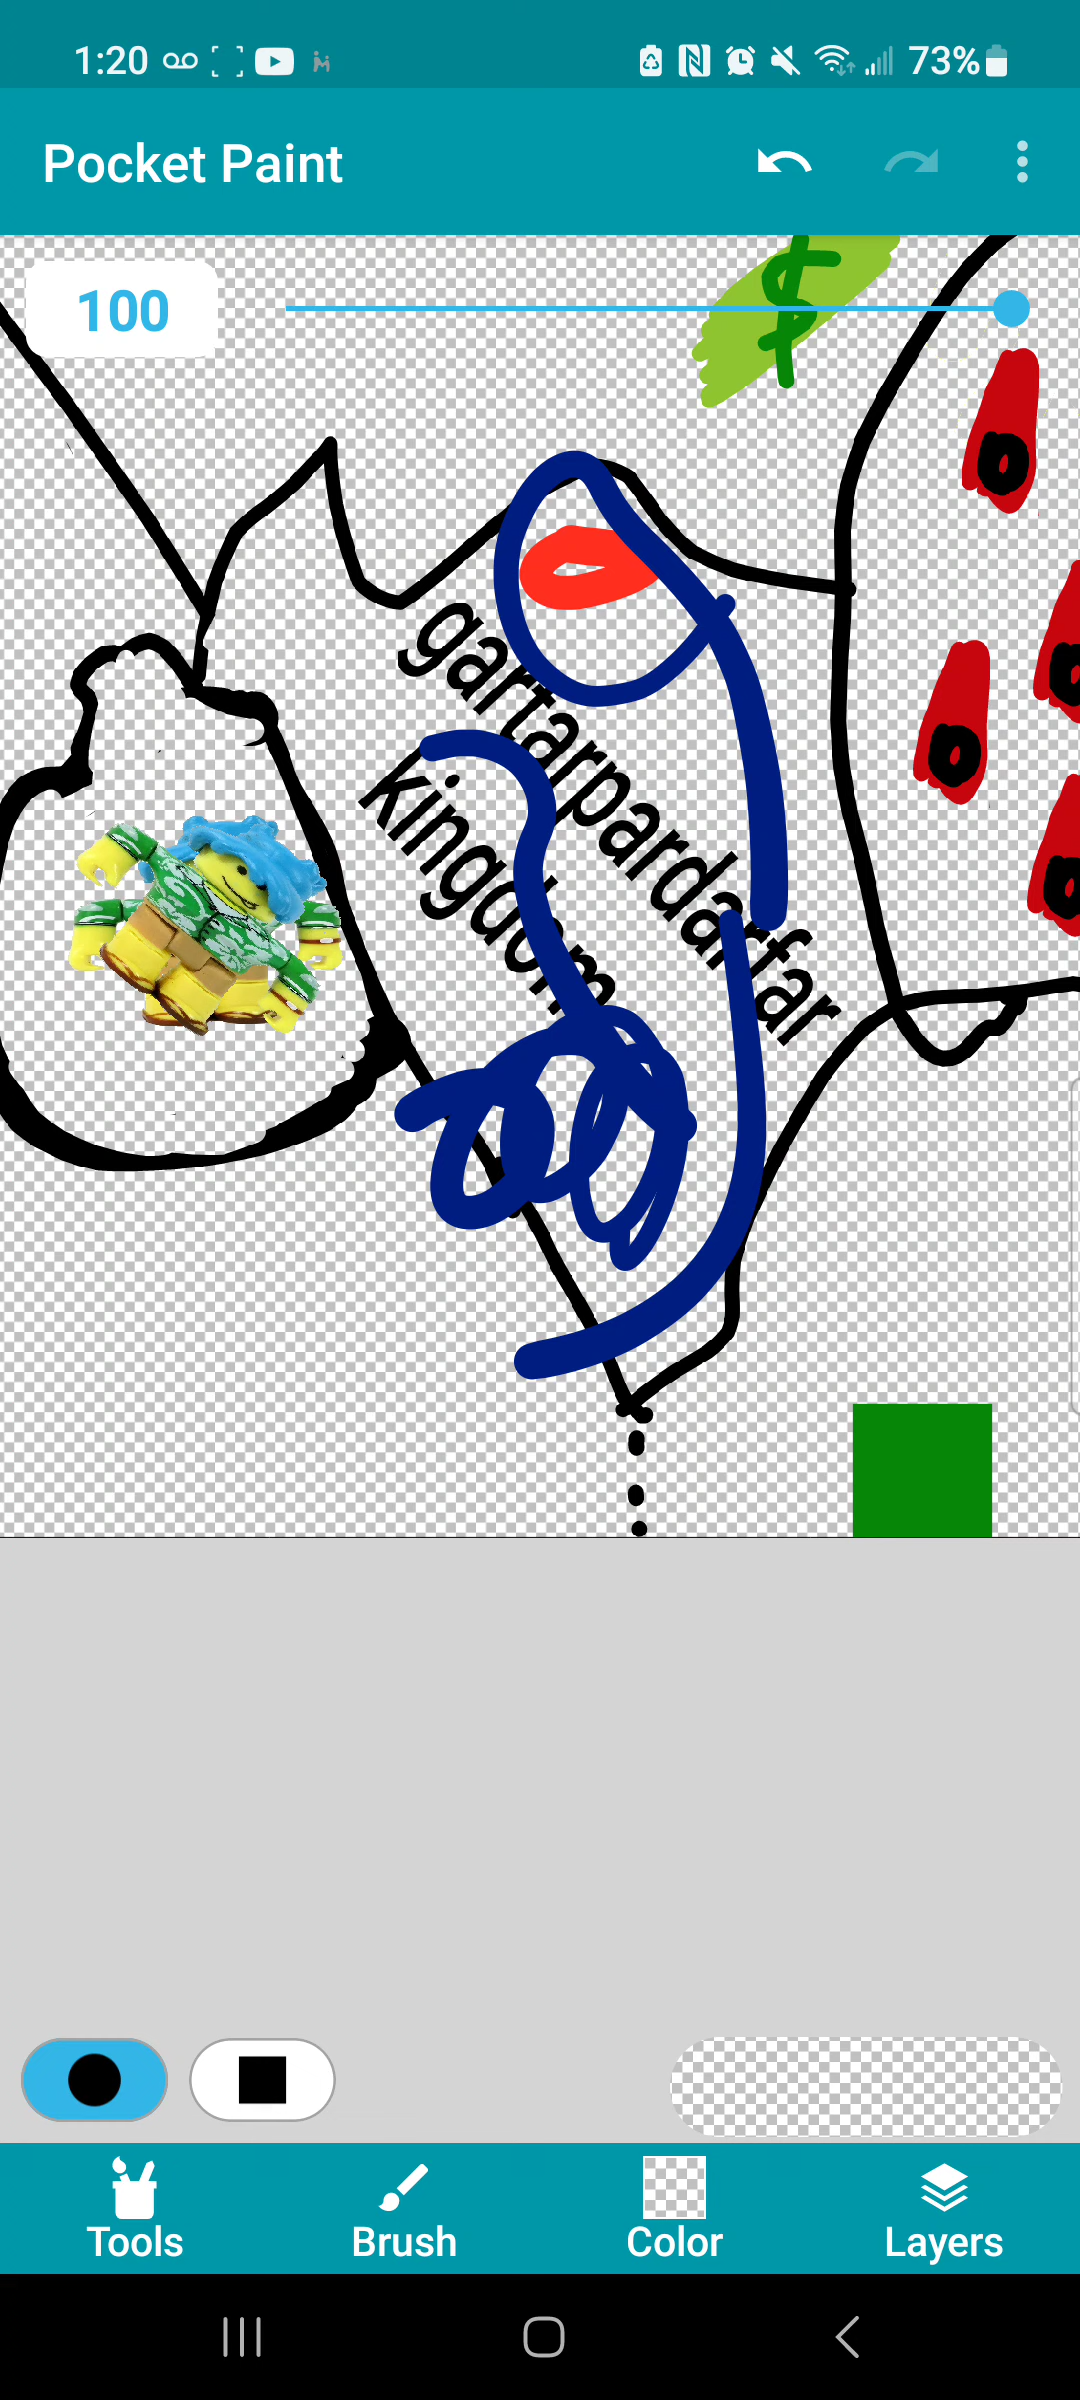 1:20
73%
Pocket Paint
100
$
gartarpardarfar
kingdom
Tools
Brush
Color
Layers